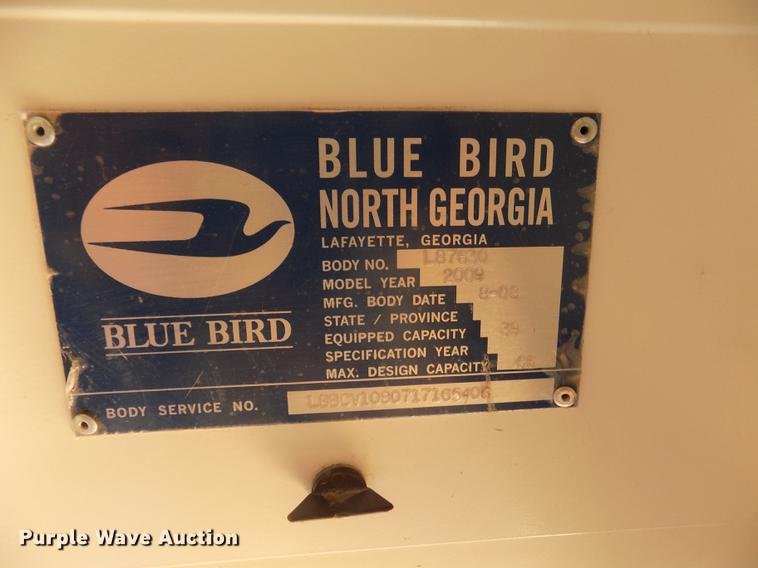 BLUE BIRD
BLUE BIRD
NORTH GEORGIA
LAFAYETTE, GEORGIA
BODY NO. L87630
MODEL YEAR 2009
MFG. BODY DATE 8-08
STATE / PROVINCE
EQUIPPED CAPACITY 39
SPECIFICATION YEAR
MAX. DESIGN CAPACITY
BODY SERVICE NO.
Purple Wave Auction